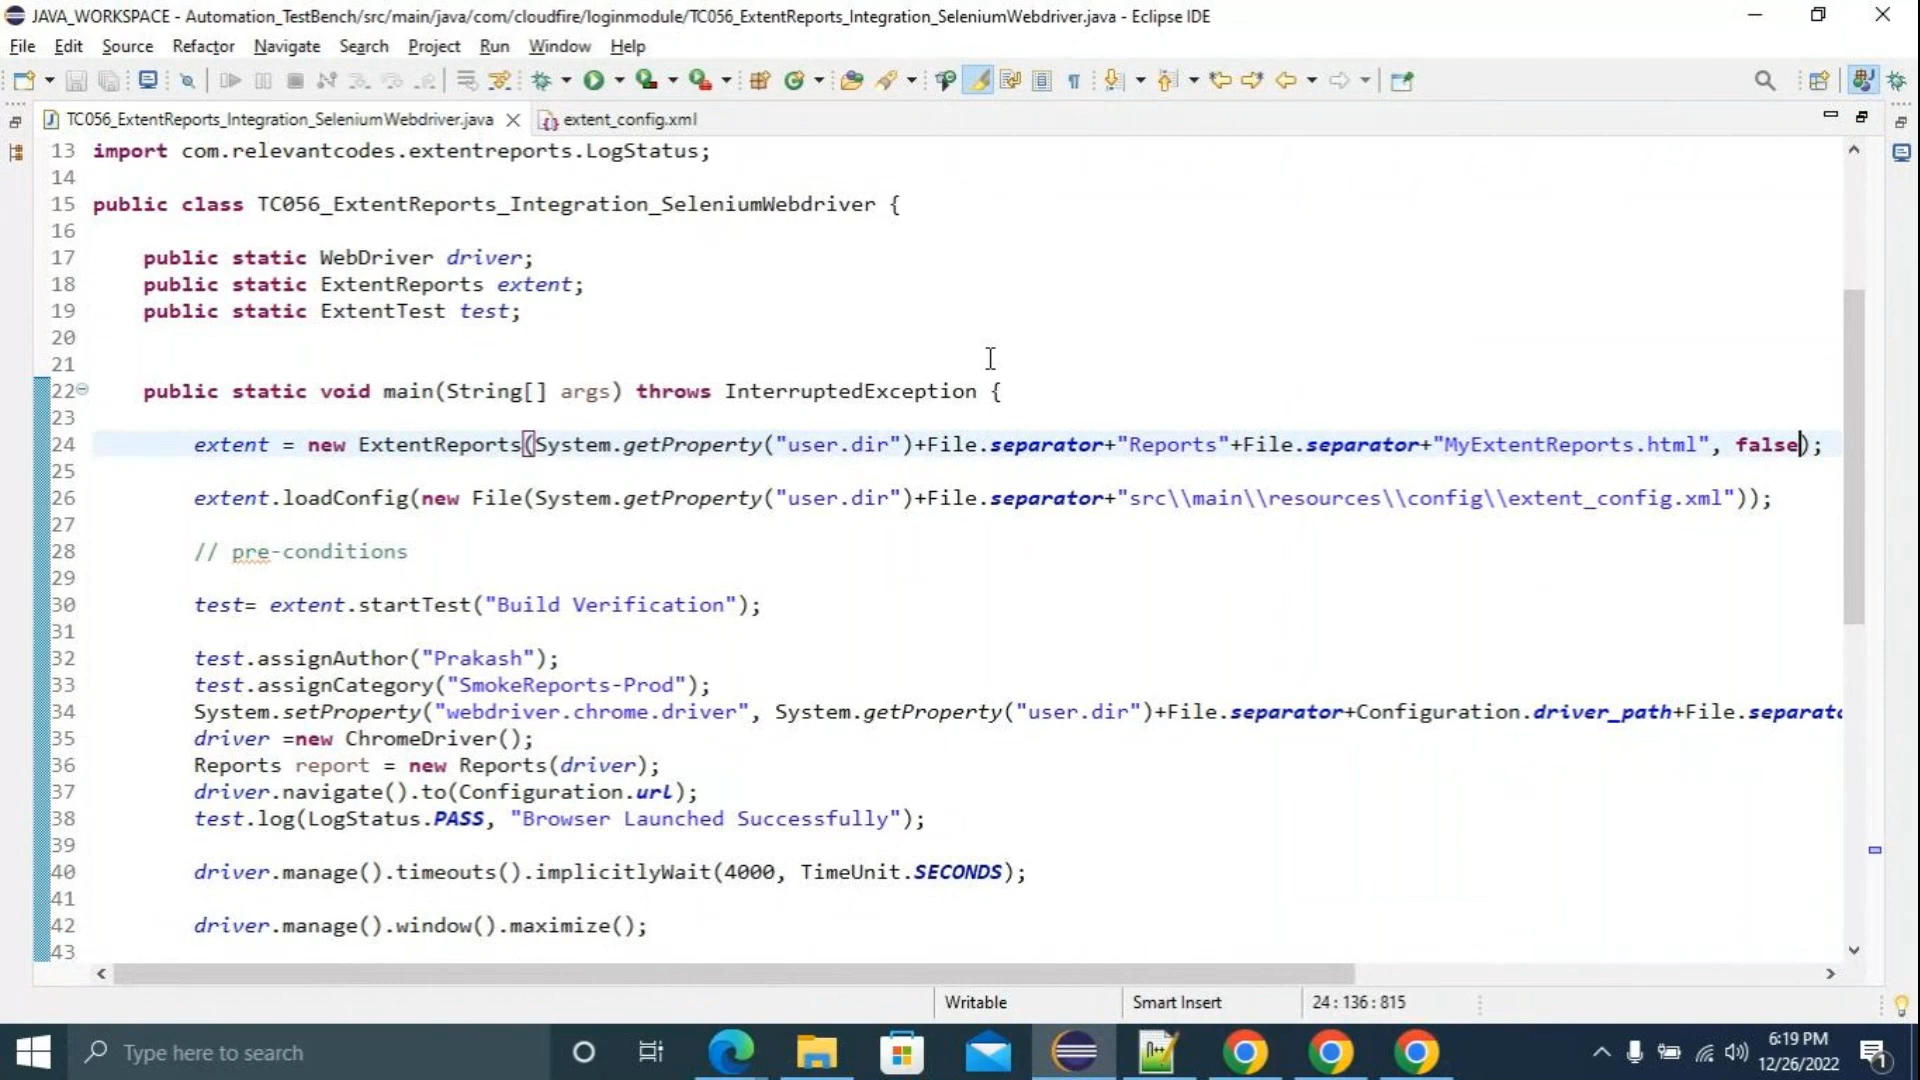 JAVA_WORKSPACE - Automation_TestBench/src/main/java/com/cloudfire/loginmodule/TC056_ExtentReports_Integration_SeleniumWebdriver.java - Eclipse IDE
File Edit Source Refactor Navigate Search Project Run Window Help
TC056_ExtentReports_Integration_SeleniumWebdriver.java extent_config.xml
13 import com.relevantcodes.extentreports.LogStatus;
14
15 public class TC056_ExtentReports_Integration_SeleniumWebdriver {
16
17 public static WebDriver driver;
18 public static ExtentReports extent;
19 public static ExtentTest test;
20
21
22 public static void main(String[] args) throws InterruptedException {
23
24 extent = new ExtentReports(System.getProperty("user.dir")+File.separator+"Reports"+File.separator+"MyExtentReports.html", false);
25
26 extent.loadConfig(new File(System.getProperty("user.dir")+File.separator+"src\\main\\resources\\config\\extent_config.xml"));
27
28 // pre-conditions
29
30 test= extent.startTest("Build Verification");
31
32 test.assignAuthor("Prakash");
33 test.assignCategory("SmokeReports-Prod");
34 System.setProperty("webdriver.chrome.driver", System.getProperty("user.dir")+File.separator+Configuration.driver_path+File.separato
35 driver =new ChromeDriver();
36 Reports report = new Reports(driver);
37 driver.navigate().to(Configuration.url);
38 test.log(LogStatus.PASS, "Browser Launched Successfully");
39
40 driver.manage().timeouts().implicitlyWait(4000, TimeUnit.SECONDS);
41
42 driver.manage().window().maximize();
43
Writable Smart Insert 24 : 136 : 815
Type here to search
6:19 PM
12/26/2022
1